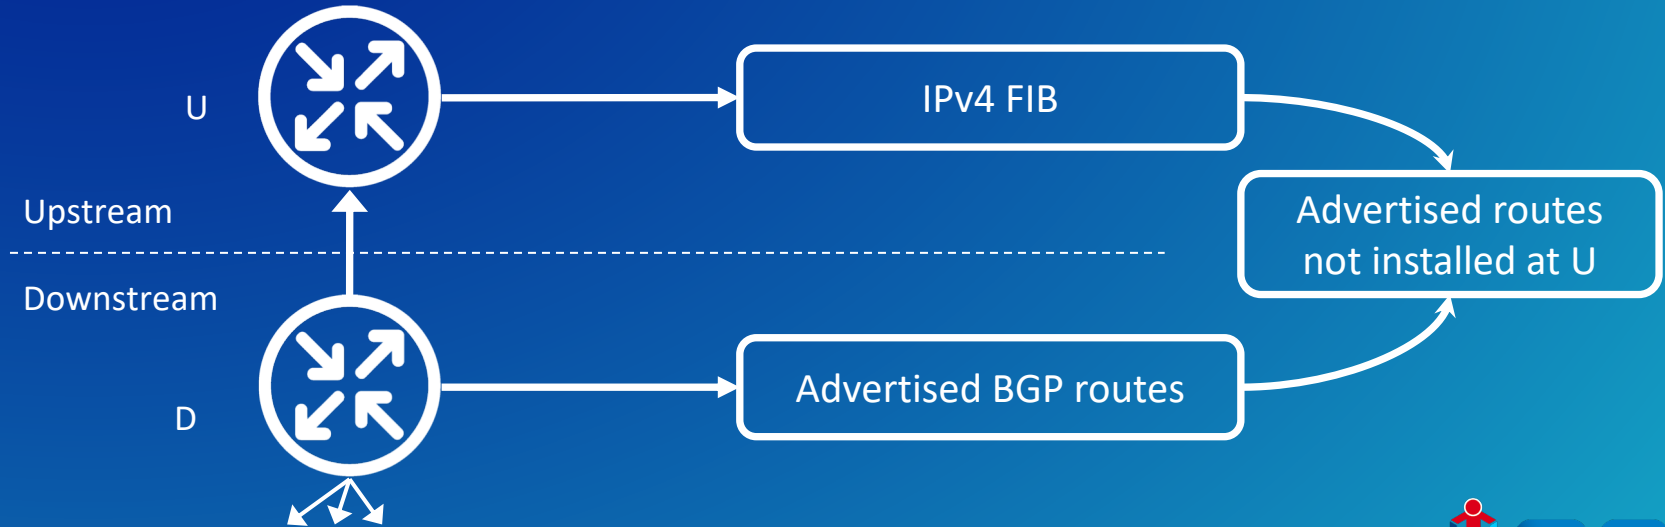 U
IPv4 FIB
Upstream
Advertised routes
not installed at U
Downstream
Advertised BGP routes
D